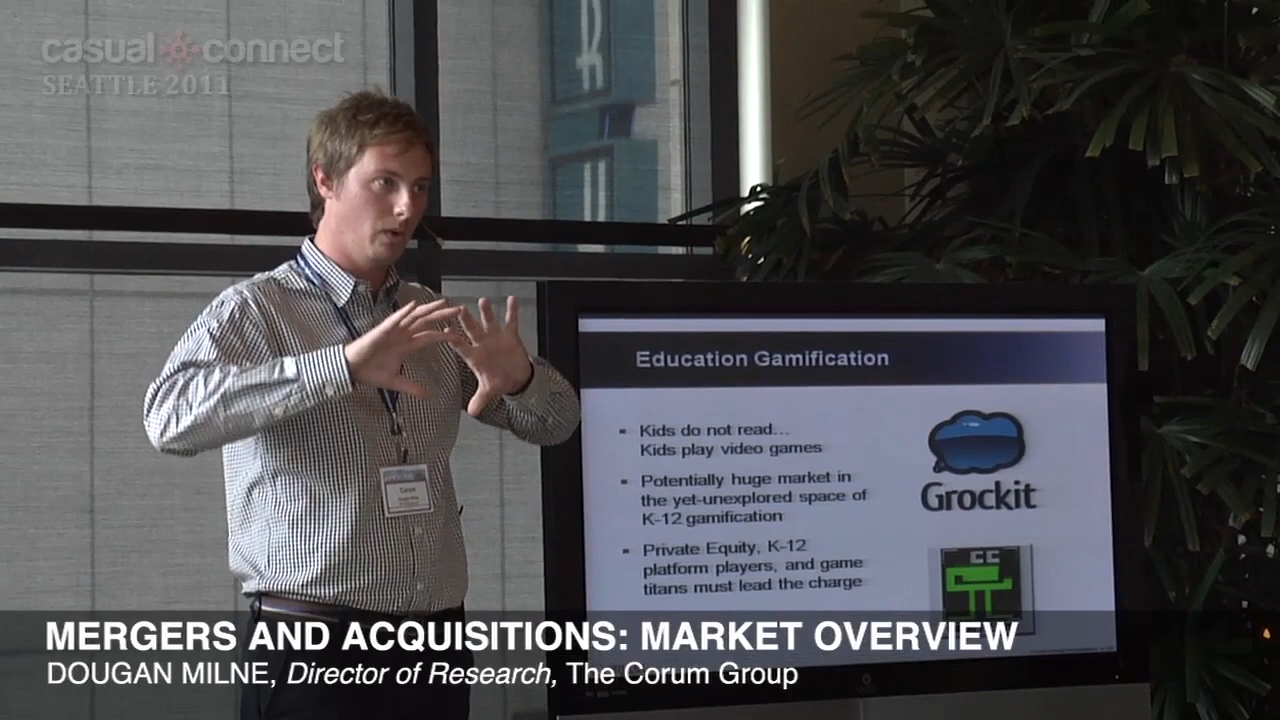 casual connect
SEATTLE 2011
Education Gamification
Kids do not read...
Kids play video games
Potentially huge market in
the yet-unexplored space of
K-12 gamification
Private Equity, K-12
platform players, and game
titans must lead the charge
Grockit
CC
MERGERS AND ACQUISITIONS: MARKET OVERVIEW
DOUGAN MILNE, Director of Research, The Corum Group